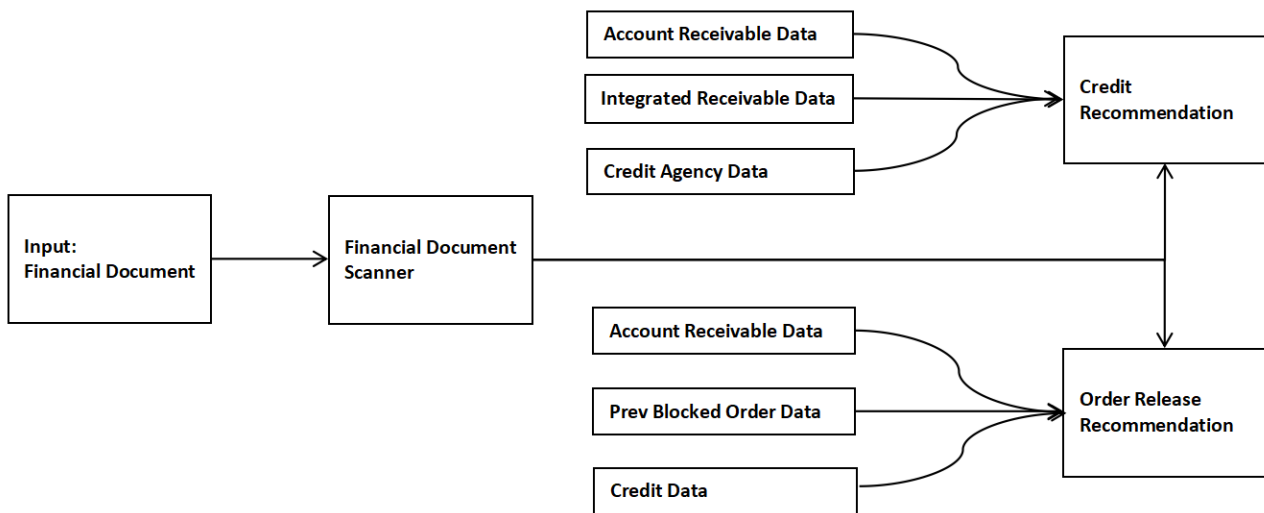 Account Receivable Data
Integrated Receivable Data
Credit Agency Data
Credit
Recommendation
Input:
Financial Document
Financial Document
Scanner
Account Receivable Data
Prev Blocked Order Data
Credit Data
Order Release
Recommendation